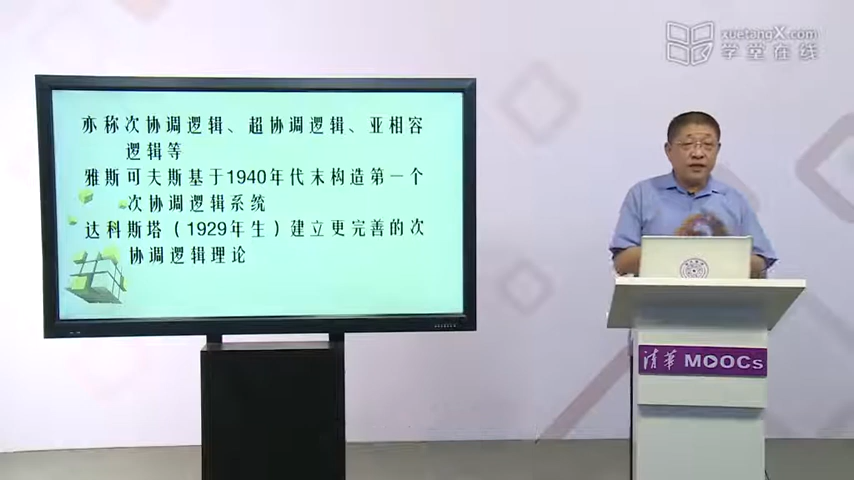 xuetangX.com
学堂在线
亦称次协调逻辑、超协调逻辑、亚相容
逻辑等
雅斯可夫斯基于1940年代末构造第一个
次协调逻辑系统
达科斯塔（1929年生）建立更完善的次
协调逻辑理论
清华 MOOCs